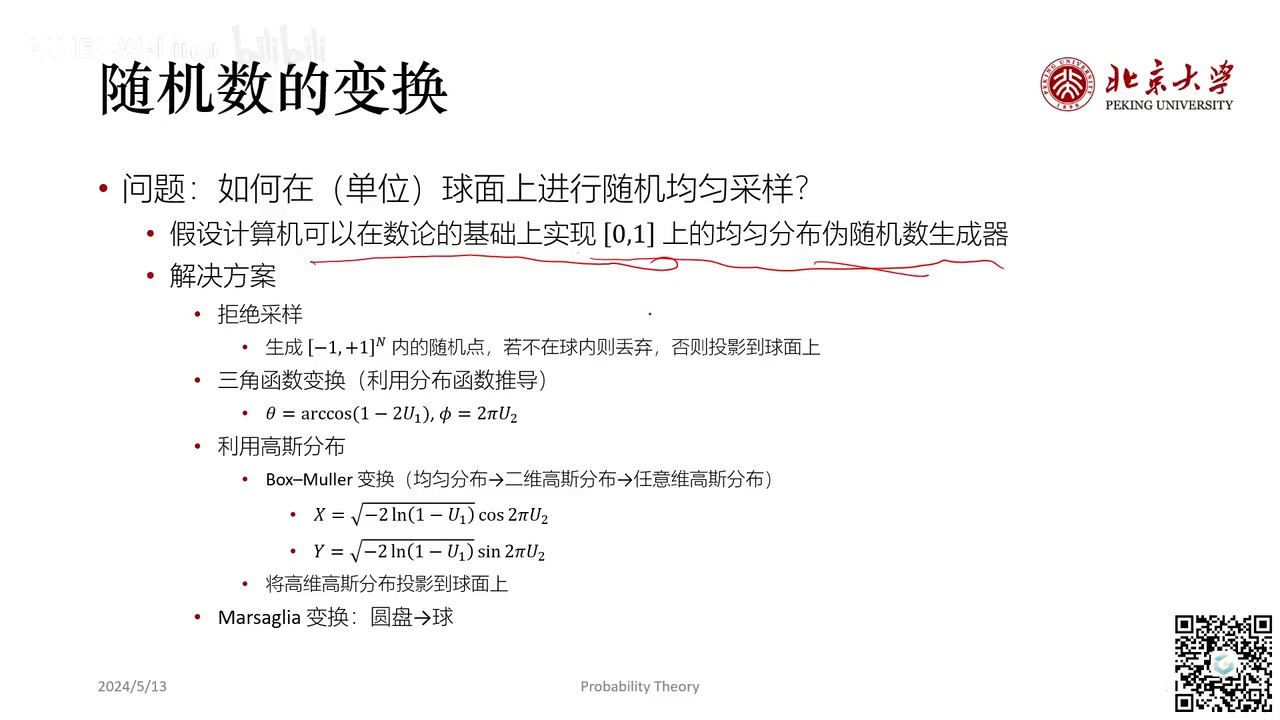 bilibili
随机数的变换
北京大学
PEKING UNIVERSITY
PEKING UNIVERSITY
1898
• 问题：如何在（单位）球面上进行随机均匀采样？
• 假设计算机可以在数论的基础上实现 [0,1] 上的均匀分布伪随机数生成器
• 解决方案
• 拒绝采样
• 生成 [−1, +1]^N 内的随机点，若不在球内则丢弃，否则投影到球面上
• 三角函数变换（利用分布函数推导）
• θ = arccos(1 − 2U₁), ϕ = 2πU₂
• 利用高斯分布
• Box–Muller 变换（均匀分布→二维高斯分布→任意维高斯分布）
• X = √(−2 ln(1 − U₁)) cos 2πU₂
• Y = √(−2 ln(1 − U₁)) sin 2πU₂
• 将高维高斯分布投影到球面上
• Marsaglia 变换：圆盘→球
2024/5/13
Probability Theory